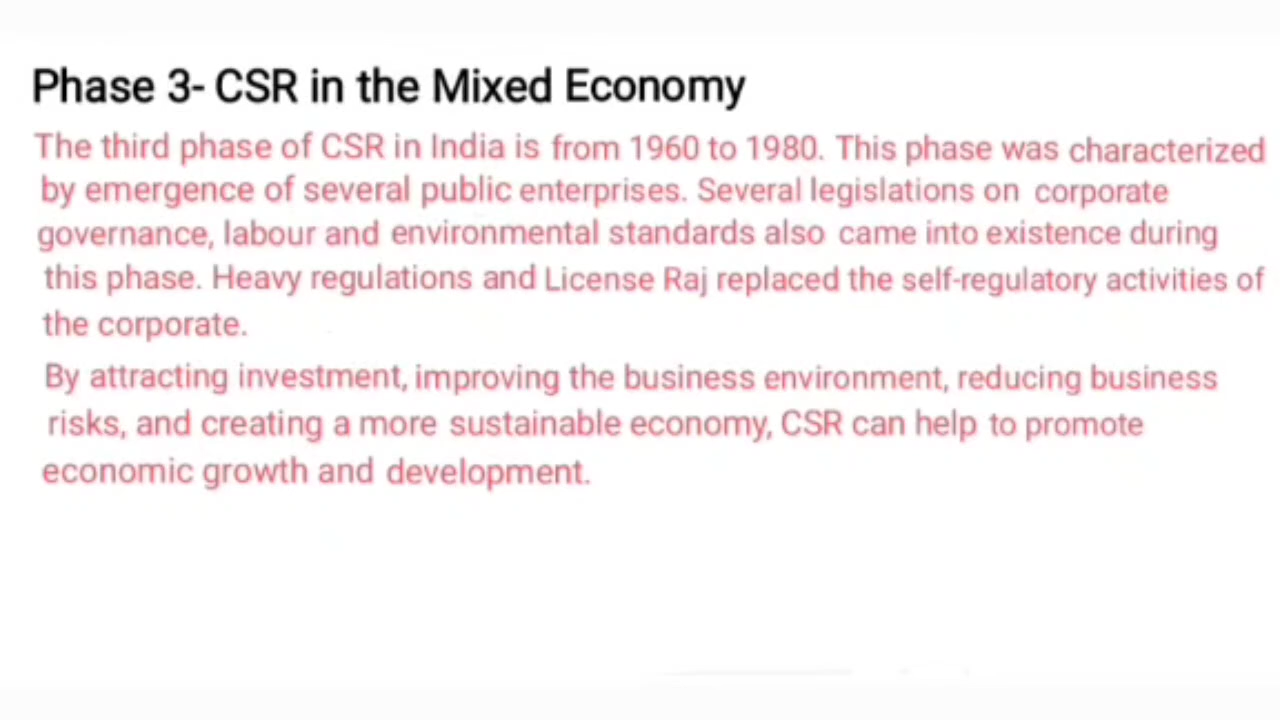 Phase 3- CSR in the Mixed Economy
The third phase of CSR in India is from 1960 to 1980. This phase was characterized
by emergence of several public enterprises. Several legislations on corporate
governance, labour and environmental standards also came into existence during
this phase. Heavy regulations and License Raj replaced the self-regulatory activities of
the corporate.
By attracting investment, improving the business environment, reducing business
risks, and creating a more sustainable economy, CSR can help to promote
economic growth and development.